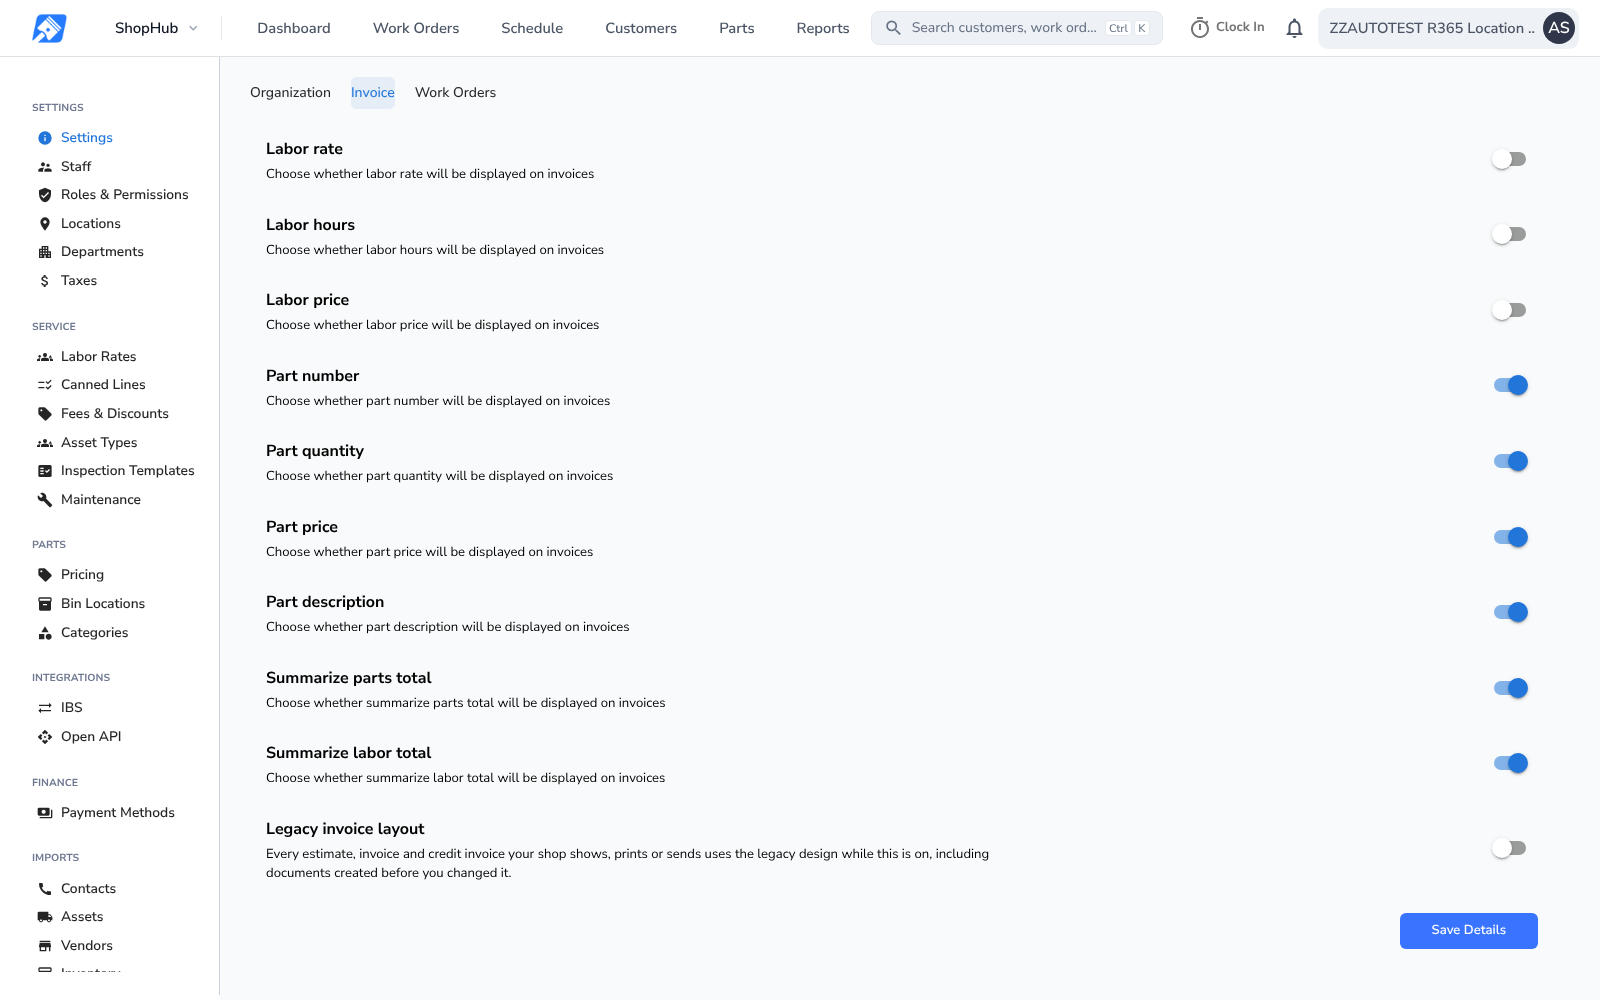 ShopHub
Dashboard
Work Orders
Schedule
Customers
Parts
Reports
Search customers, work ord...
Ctrl
K
Clock In
ZZAUTOTEST R365 Location ..
AS
SETTINGS
Settings
Staff
Roles & Permissions
Locations
Departments
Taxes
SERVICE
Labor Rates
Canned Lines
Fees & Discounts
Asset Types
Inspection Templates
Maintenance
PARTS
Pricing
Bin Locations
Categories
INTEGRATIONS
IBS
Open API
FINANCE
Payment Methods
IMPORTS
Contacts
Assets
Vendors
Organization
Invoice
Work Orders
Labor rate
Choose whether labor rate will be displayed on invoices
Labor hours
Choose whether labor hours will be displayed on invoices
Labor price
Choose whether labor price will be displayed on invoices
Part number
Choose whether part number will be displayed on invoices
Part quantity
Choose whether part quantity will be displayed on invoices
Part price
Choose whether part price will be displayed on invoices
Part description
Choose whether part description will be displayed on invoices
Summarize parts total
Choose whether summarize parts total will be displayed on invoices
Summarize labor total
Choose whether summarize labor total will be displayed on invoices
Legacy invoice layout
Every estimate, invoice and credit invoice your shop shows, prints or sends uses the legacy design while this is on, including
documents created before you changed it.
Save Details